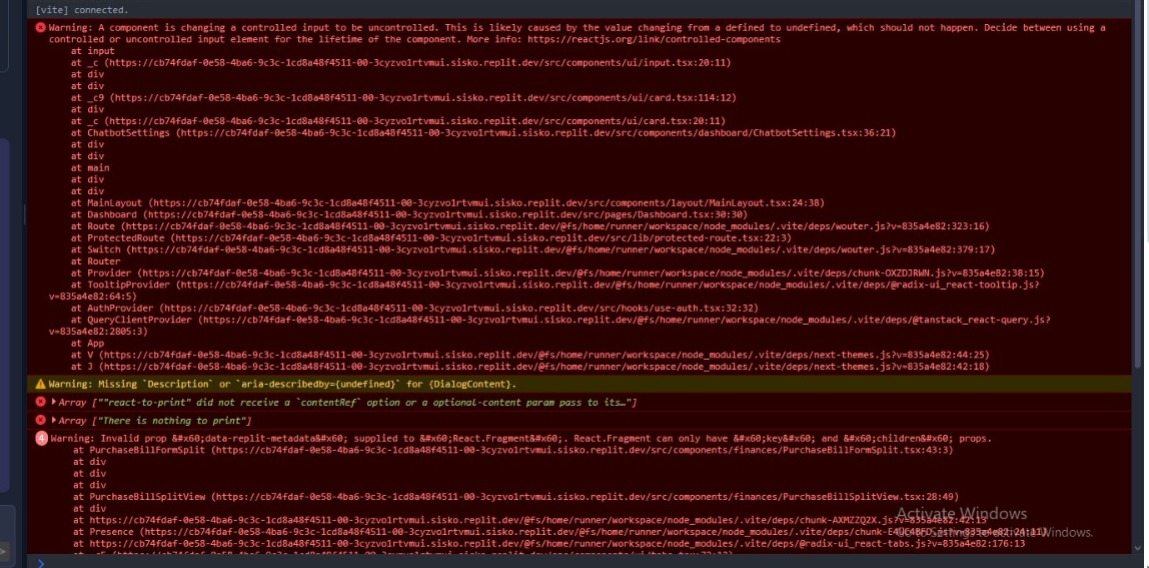 [vite] connected.
Warning: A component is changing a controlled input to be uncontrolled. This is likely caused by the value changing from a defined to undefined, which should not happen. Decide between using a
controlled or uncontrolled input element for the lifetime of the component. More info: https://reactjs.org/link/controlled-components
at input
at _c (https://cb74fdaf-0e58-4ba6-9c3c-1cd8a48f4511-00-3cyzvo1rtvmui.sisko.replit.dev/src/components/ui/input.tsx:20:11)
at div
at div
at _c9 (https://cb74fdaf-0e58-4ba6-9c3c-1cd8a48f4511-00-3cyzvo1rtvmui.sisko.replit.dev/src/components/ui/card.tsx:114:12)
at div
at _c (https://cb74fdaf-0e58-4ba6-9c3c-1cd8a48f4511-00-3cyzvo1rtvmui.sisko.replit.dev/src/components/ui/card.tsx:20:11)
at ChatbotSettings (https://cb74fdaf-0e58-4ba6-9c3c-1cd8a48f4511-00-3cyzvo1rtvmui.sisko.replit.dev/src/components/dashboard/ChatbotSettings.tsx:36:21)
at div
at div
at main
at div
at div
at MainLayout (https://cb74fdaf-0e58-4ba6-9c3c-1cd8a48f4511-00-3cyzvo1rtvmui.sisko.replit.dev/src/components/layout/MainLayout.tsx:24:38)
at Dashboard (https://cb74fdaf-0e58-4ba6-9c3c-1cd8a48f4511-00-3cyzvo1rtvmui.sisko.replit.dev/src/pages/Dashboard.tsx:30:30)
at Route (https://cb74fdaf-0e58-4ba6-9c3c-1cd8a48f4511-00-3cyzvo1rtvmui.sisko.replit.dev/@fs/home/runner/workspace/node_modules/.vite/deps/wouter.js?v=835a4e82:323:16)
at ProtectedRoute (https://cb74fdaf-0e58-4ba6-9c3c-1cd8a48f4511-00-3cyzvo1rtvmui.sisko.replit.dev/src/lib/protected-route.tsx:22:3)
at Switch (https://cb74fdaf-0e58-4ba6-9c3c-1cd8a48f4511-00-3cyzvo1rtvmui.sisko.replit.dev/@fs/home/runner/workspace/node_modules/.vite/deps/wouter.js?v=835a4e82:379:17)
at Router
at Provider (https://cb74fdaf-0e58-4ba6-9c3c-1cd8a48f4511-00-3cyzvo1rtvmui.sisko.replit.dev/@fs/home/runner/workspace/node_modules/.vite/deps/chunk-OXZDJRWN.js?v=835a4e82:38:15)
at TooltipProvider (https://cb74fdaf-0e58-4ba6-9c3c-1cd8a48f4511-00-3cyzvo1rtvmui.sisko.replit.dev/@fs/home/runner/workspace/node_modules/.vite/deps/@radix-ui_react-tooltip.js?
v=835a4e82:64:5)
at AuthProvider (https://cb74fdaf-0e58-4ba6-9c3c-1cd8a48f4511-00-3cyzvo1rtvmui.sisko.replit.dev/src/hooks/use-auth.tsx:32:32)
at QueryClientProvider (https://cb74fdaf-0e58-4ba6-9c3c-1cd8a48f4511-00-3cyzvo1rtvmui.sisko.replit.dev/@fs/home/runner/workspace/node_modules/.vite/deps/@tanstack_react-query.js?
v=835a4e82:2805:3)
at App
at V (https://cb74fdaf-0e58-4ba6-9c3c-1cd8a48f4511-00-3cyzvo1rtvmui.sisko.replit.dev/@fs/home/runner/workspace/node_modules/.vite/deps/next-themes.js?v=835a4e82:44:25)
at J (https://cb74fdaf-0e58-4ba6-9c3c-1cd8a48f4511-00-3cyzvo1rtvmui.sisko.replit.dev/@fs/home/runner/workspace/node_modules/.vite/deps/next-themes.js?v=835a4e82:42:18)
Warning: Missing `Description` or `aria-describedby={undefined}` for {DialogContent}.
Array [""react-to-print" did not receive a `contentRef` option or a optional-content param pass to its…"]
Array ["There is nothing to print"]
4 Warning: Invalid prop &#x60;data-replit-metadata&#x60; supplied to &#x60;React.Fragment&#x60;. React.Fragment can only have &#x60;key&#x60; and &#x60;children&#x60; props.
at PurchaseBillFormSplit (https://cb74fdaf-0e58-4ba6-9c3c-1cd8a48f4511-00-3cyzvo1rtvmui.sisko.replit.dev/src/components/finances/PurchaseBillFormSplit.tsx:43:3)
at div
at div
at div
at PurchaseBillSplitView (https://cb74fdaf-0e58-4ba6-9c3c-1cd8a48f4511-00-3cyzvo1rtvmui.sisko.replit.dev/src/components/finances/PurchaseBillSplitView.tsx:28:49)
at div
at https://cb74fdaf-0e58-4ba6-9c3c-1cd8a48f4511-00-3cyzvo1rtvmui.sisko.replit.dev/@fs/home/runner/workspace/node_modules/.vite/deps/chunk-AXMZZQ2X.js?v=835a4e82:42:13
at Presence (https://cb74fdaf-0e58-4ba6-9c3c-1cd8a48f4511-00-3cyzvo1rtvmui.sisko.replit.dev/@fs/home/runner/workspace/node_modules/.vite/deps/
at https://cb74fdaf-0e58-4ba6-9c3c-1cd8a48f4511-00-3cyzvo1rtvmui.sisko.replit.dev/@fs/home/runner/workspace/node_modules/.vite/deps/@radix-ui_react-tabs.js?v=835a4e82:176:13
Activate Windows
Go to Settings to activate Windows.